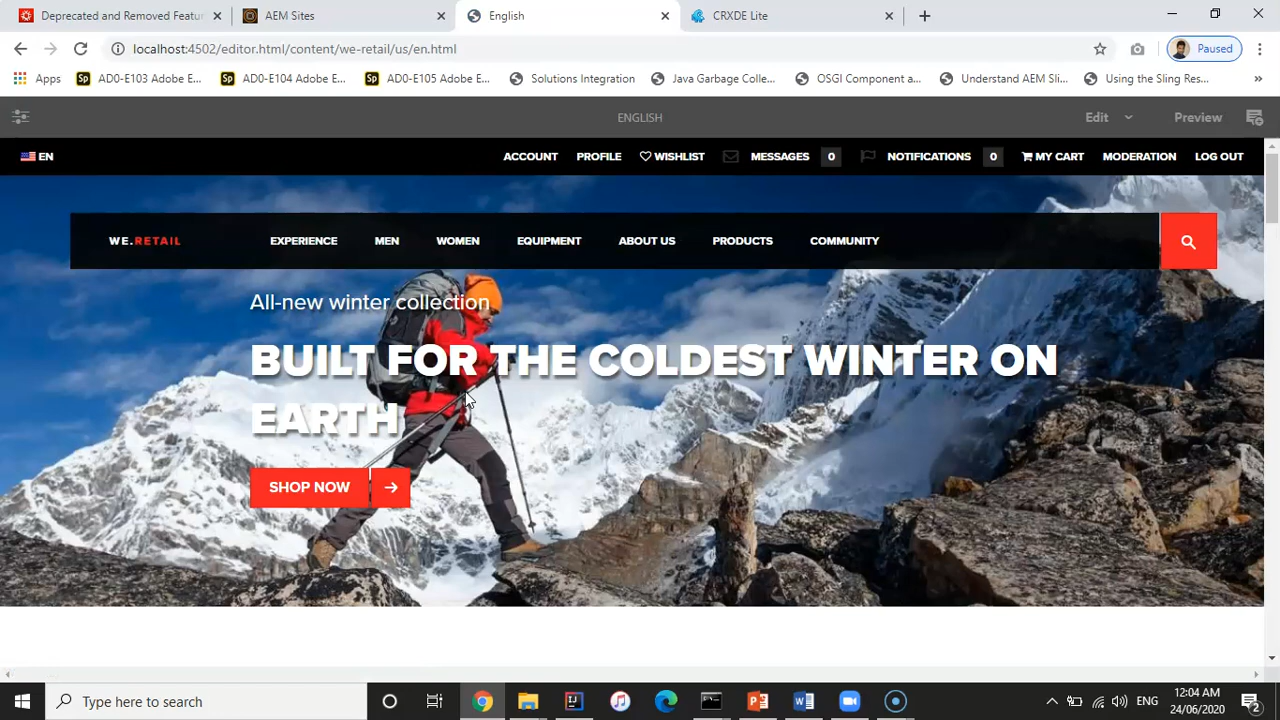 Deprecated and Removed Featur
AEM Sites
English
CRXDE Lite
localhost:4502/editor.html/content/we-retail/us/en.html
Paused
Apps
AD0-E103 Adobe E...
AD0-E104 Adobe E...
AD0-E105 Adobe E...
Solutions Integration
Java Garbage Colle...
OSGI Component a...
Understand AEM Sli...
Using the Sling Res...
»
ENGLISH
Edit
Preview
EN
ACCOUNT
PROFILE
WISHLIST
MESSAGES 0
NOTIFICATIONS 0
MY CART
MODERATION
LOG OUT
WE.RETAIL
EXPERIENCE
MEN
WOMEN
EQUIPMENT
ABOUT US
PRODUCTS
COMMUNITY
All-new winter collection
BUILT FOR THE COLDEST WINTER ON
EARTH
SHOP NOW
Type here to search
ENG
12:04 AM
24/06/2020
2